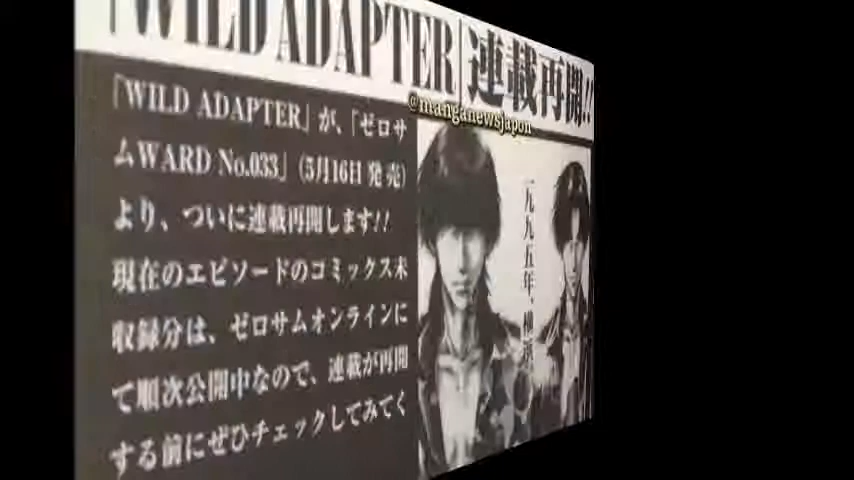 「WILD ADAPTER」連載再開!!
@manganewsjapon
「WILD ADAPTER」が、「ゼロサ
ムWARD No.033」(5月16日発売)
より、ついに連載再開します!!
現在のエピソードのコミックス未
収録分は、ゼロサムオンラインに
て順次公開中なので、連載が再開
する前にぜひチェックしてみてく
一九九五年、横浜